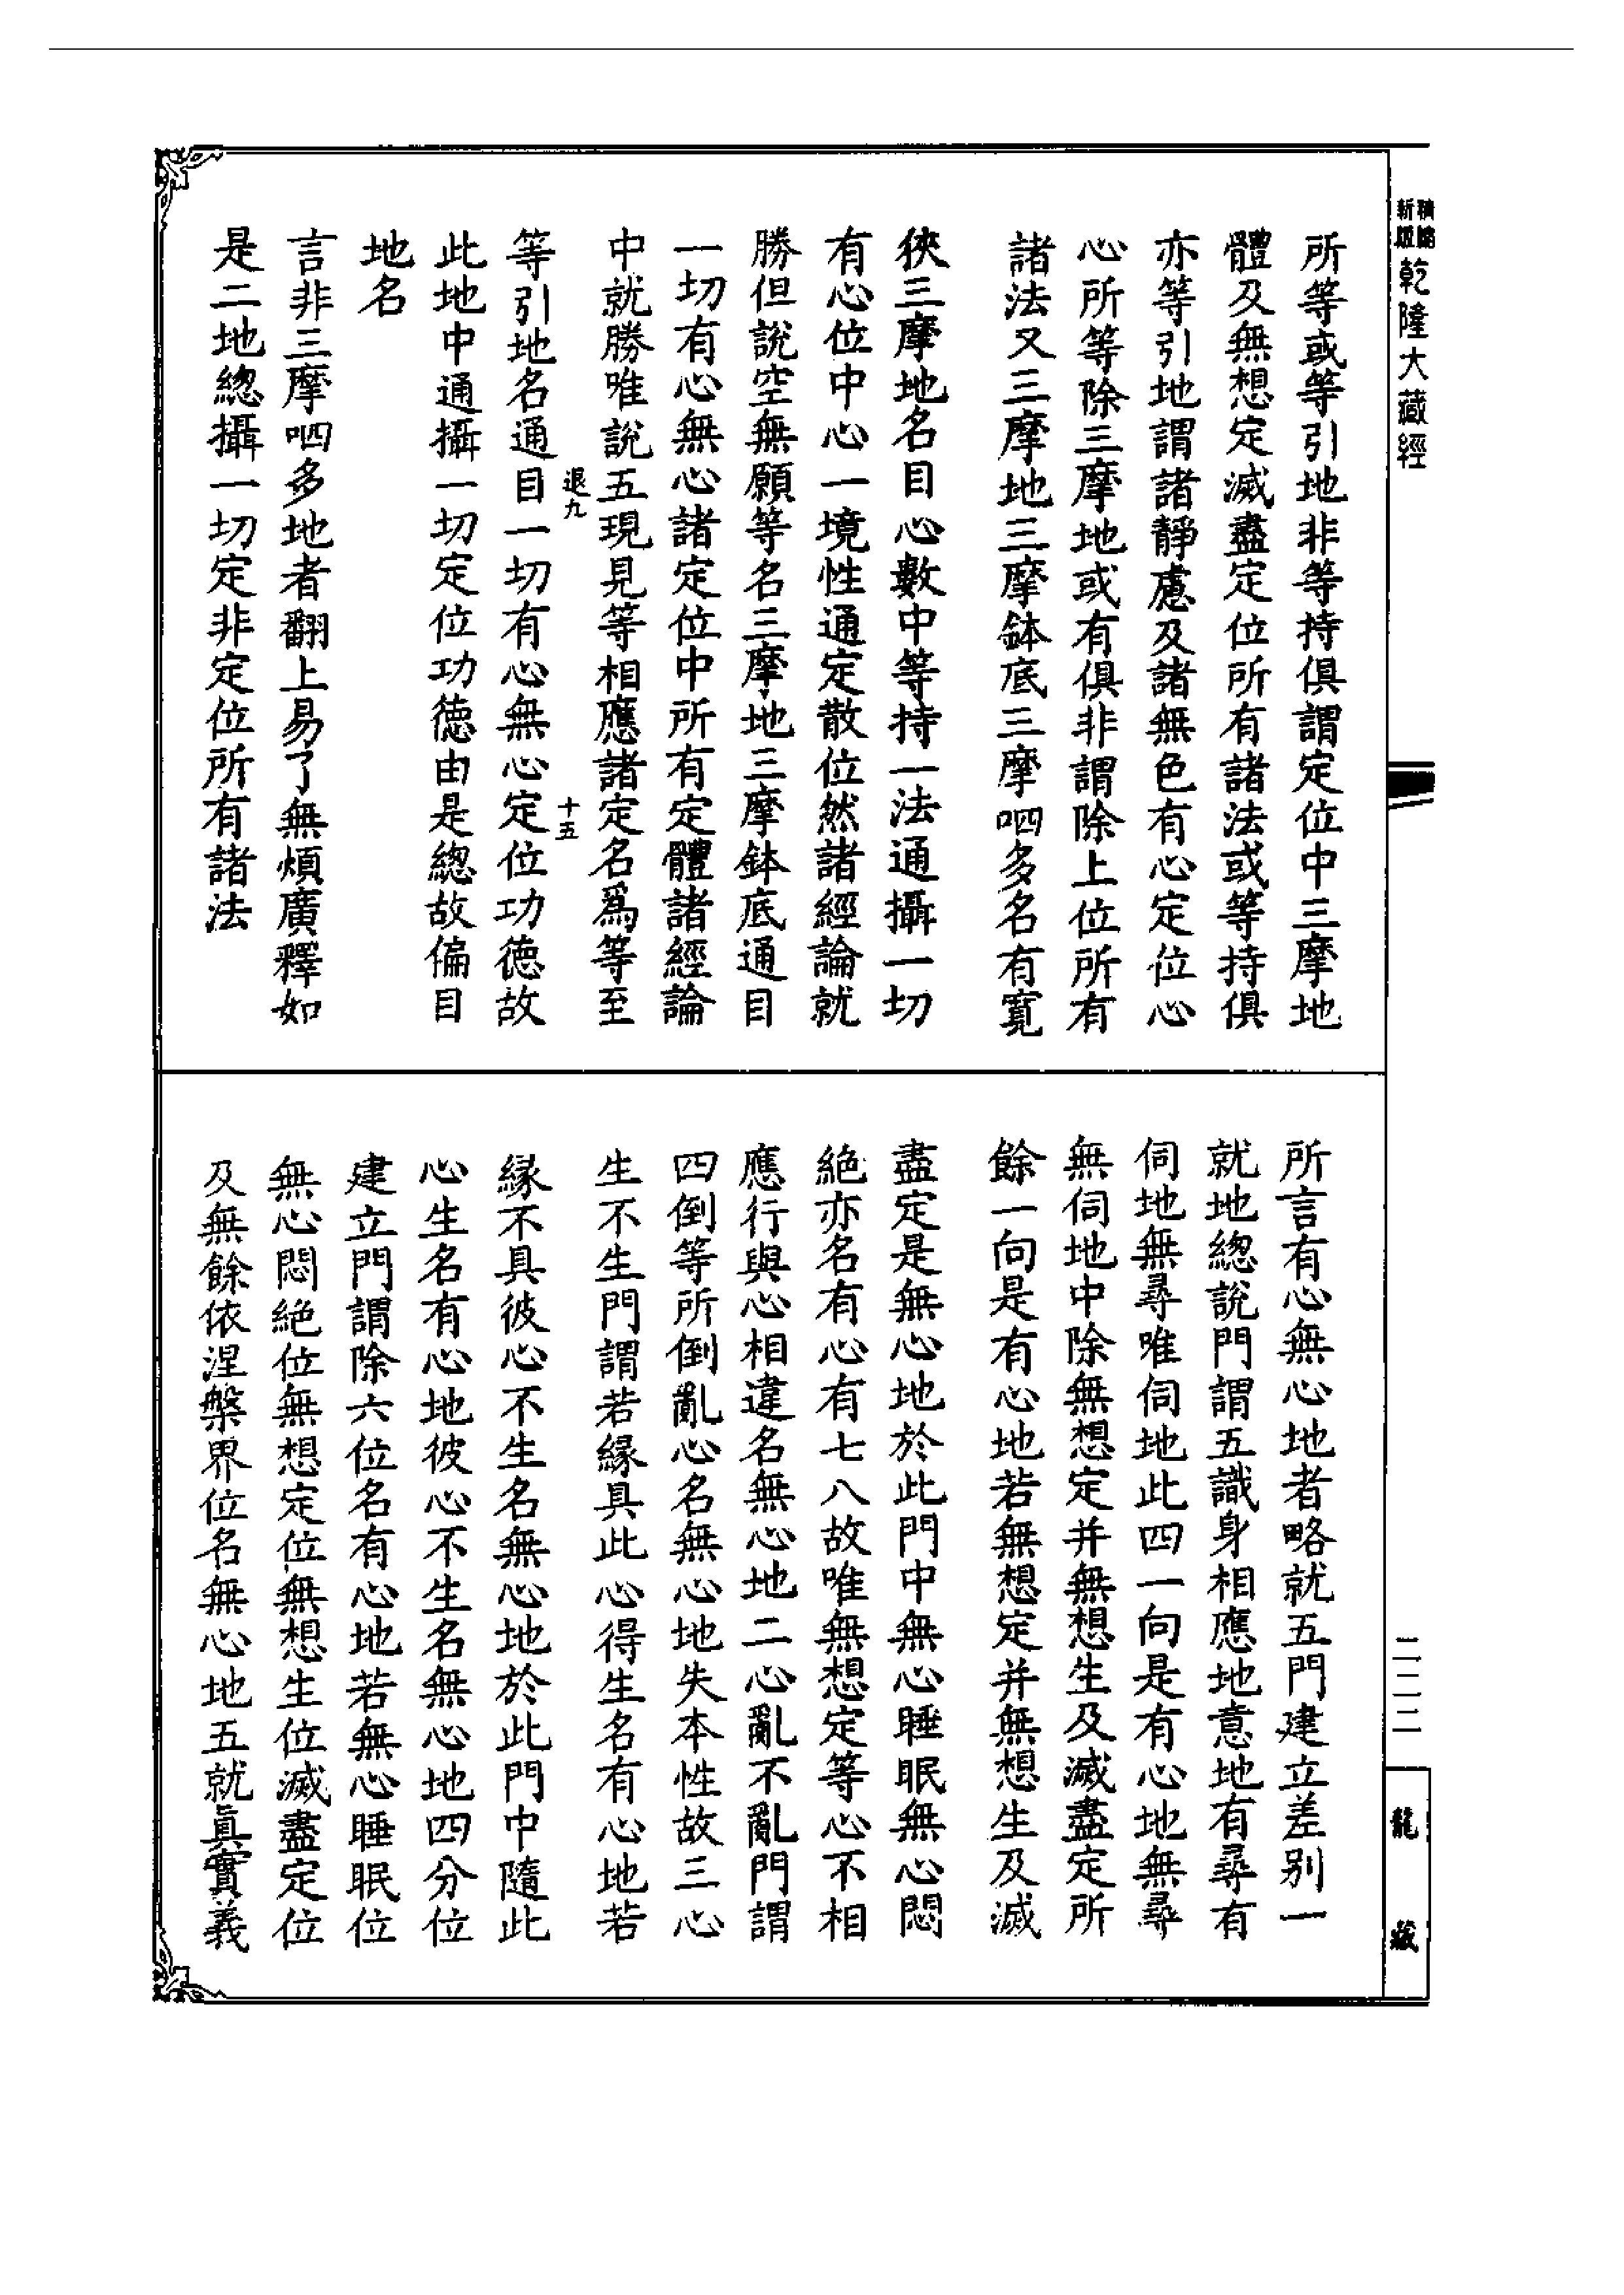 精縮
新版
乾隆大藏經
所等或等引地非等持俱謂定位中三摩地
體及無想定滅盡定位所有諸法或等持俱
亦等引地謂諸靜慮及諸無色有心定位心
心所等除三摩地或有俱非謂除上位所有
諸法又三摩地三摩鉢底三摩呬多名有寬
狹三摩地名目心數中等持一法通攝一切
有心位中心一境性通定散位然諸經論就
勝但說空無願等名三摩地三摩鉢底通目
一切有心無心諸定位中所有定體諸經論
中就勝唯說五現見等相應諸定名爲等至
退九
十五
等引地名通目一切有心無心定位功德故
此地中通攝一切定位功德由是總故偏目
地名
言非三摩呬多地者翻上易了無煩廣釋如
是二地總攝一切定非定位所有諸法
所言有心無心地者略就五門建立差別一
就地總說門謂五識身相應地意地有尋有
伺地無尋唯伺地此四一向是有心地無尋
無伺地中除無想定并無想生及滅盡定所
餘一向是有心地若無想定并無想生及滅
盡定是無心地於此門中無心睡眠無心悶
絕亦名有心有七八故唯無想定等心不相
應行與心相違名無心地二心亂不亂門謂
四倒等所倒亂心名無心地失本性故三心
生不生門謂若緣具此心得生名有心地若
緣不具彼心不生名無心地於此門中隨此
心生名有心地彼心不生名無心地四分位
建立門謂除六位名有心地若無心睡眠位
無心悶絕位無想定位無想生位滅盡定位
及無餘依涅槃界位名無心地五就眞實義
二二二
龍藏